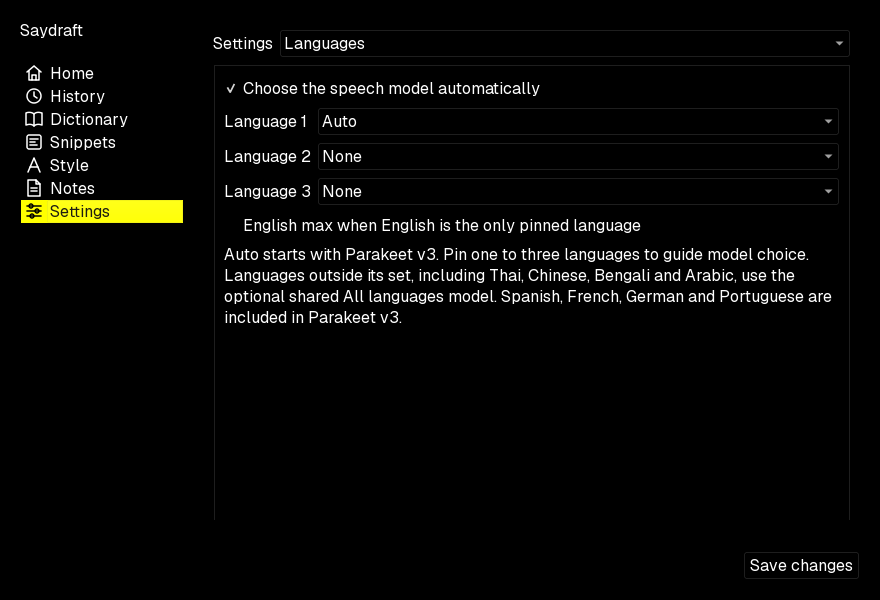 Saydraft
Home
History
Dictionary
Snippets
Style
Notes
Settings
Settings Languages
Choose the speech model automatically
Language 1 Auto
Language 2 None
Language 3 None
English max when English is the only pinned language
Auto starts with Parakeet v3. Pin one to three languages to guide model choice.
Languages outside its set, including Thai, Chinese, Bengali and Arabic, use the
optional shared All languages model. Spanish, French, German and Portuguese are
included in Parakeet v3.
Save changes